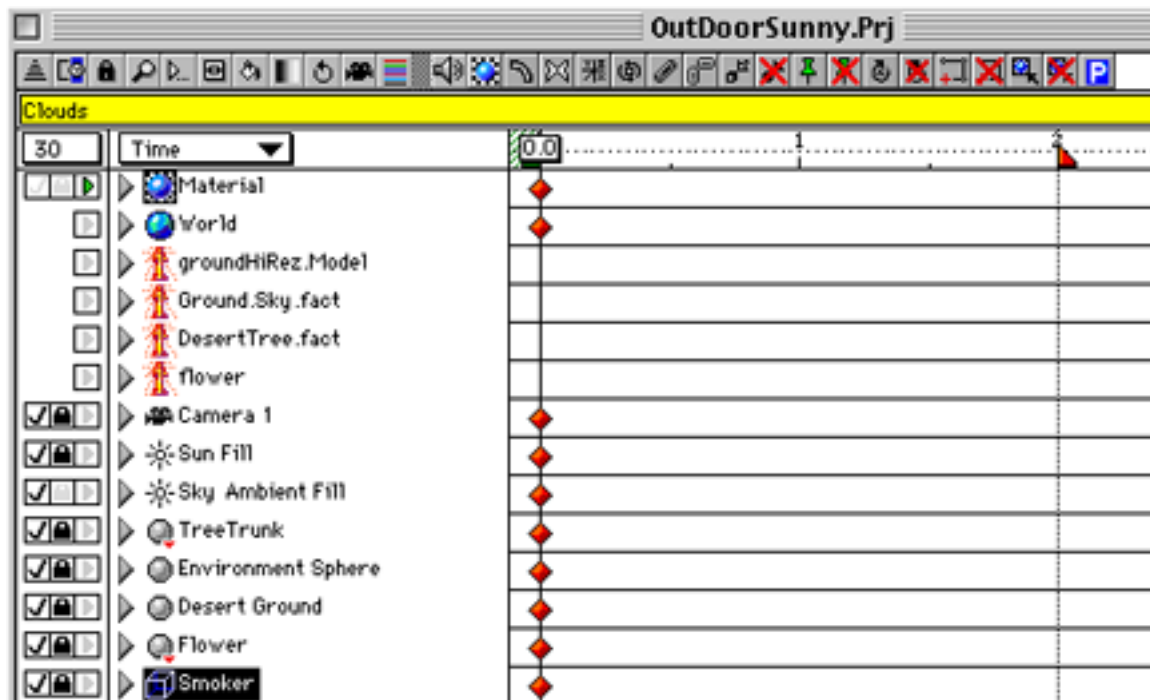 OutDoorSunny.Prj
P
Clouds
30 Time 0.0 1 2
Material
World
groundHiRez.Model
Ground.Sky.fact
DesertTree.fact
flower
Camera 1
Sun Fill
Sky Ambient Fill
TreeTrunk
Environment Sphere
Desert Ground
Flower
Smoker